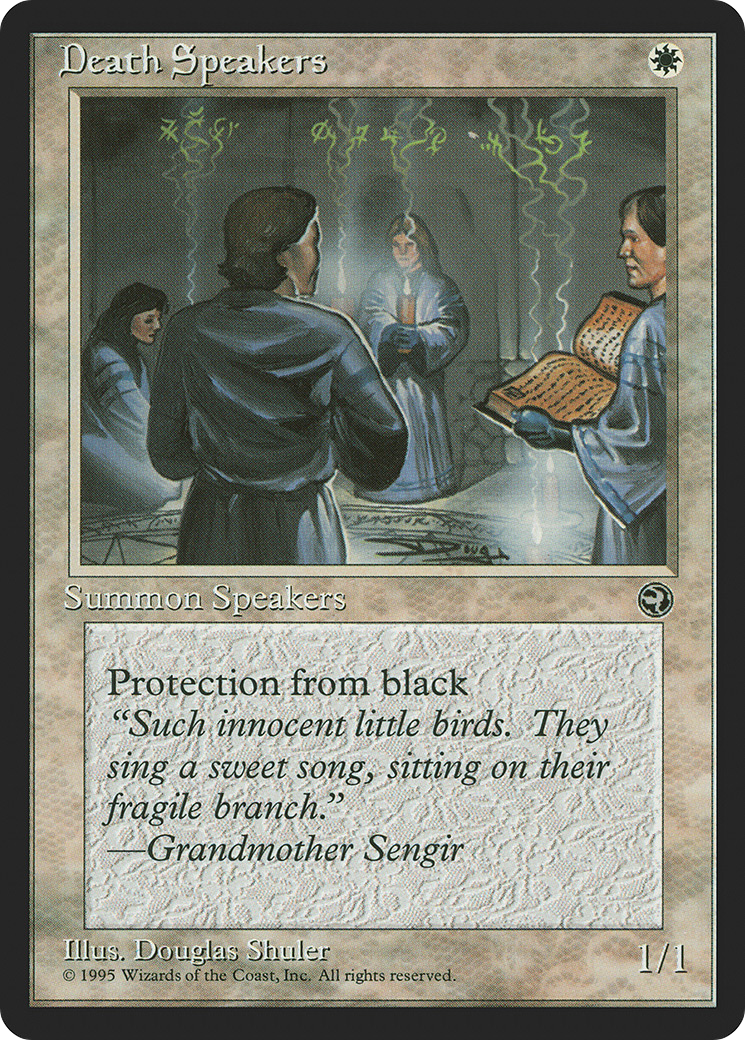 Death Speakers
Doug
Summon Speakers
Protection from black
“Such innocent little birds. They
sing a sweet song, sitting on their
fragile branch.”
—Grandmother Sengir
Illus. Douglas Shuler
1/1
© 1995 Wizards of the Coast, Inc. All rights reserved.